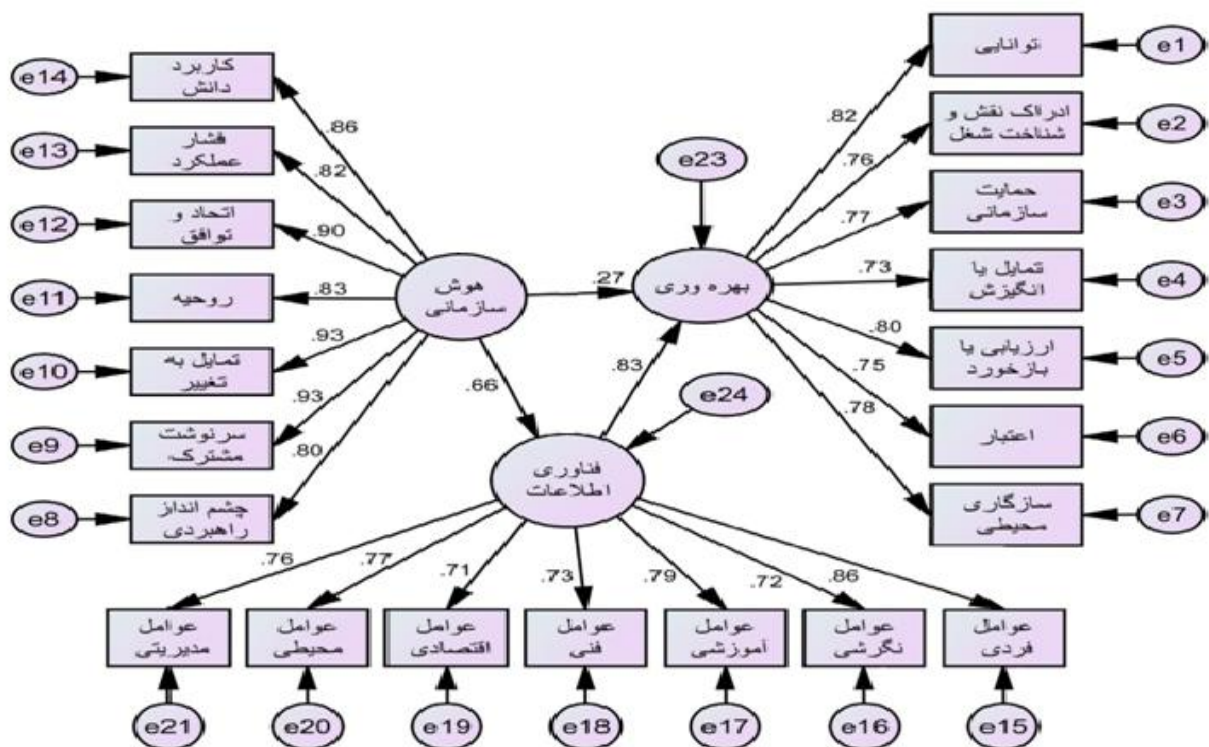 e14
کاربرد
دانش
.86
e13
فشار
عملکرد
.82
e12
اتحاد و
توافق
.90
e11
روحیه
.83
e10
تمایل به
تغییر
.93
e9
سرنوشت
مشترک
.93
e8
چشم انداز
راهبردی
.80
هوش
سازمانی
.27
.66
e23
بهره وری
.83
e24
فناوری
اطلاعات
توانایی
e1
.82
ادراک نقش و
شناخت شغل
e2
.76
حمایت
سازمانی
e3
.77
تمایل یا
انگیزش
e4
.73
ارزیابی یا
بازخورد
e5
.80
اعتبار
e6
.75
سازگاری
محیطی
e7
.78
.76
.77
.71
.73
.79
.72
.86
عوامل
مدیریتی
عوامل
محیطی
عوامل
اقتصادی
عوامل
فنی
عوامل
آموزشی
عوامل
نگرشی
عوامل
فردی
e21
e20
e19
e18
e17
e16
e15